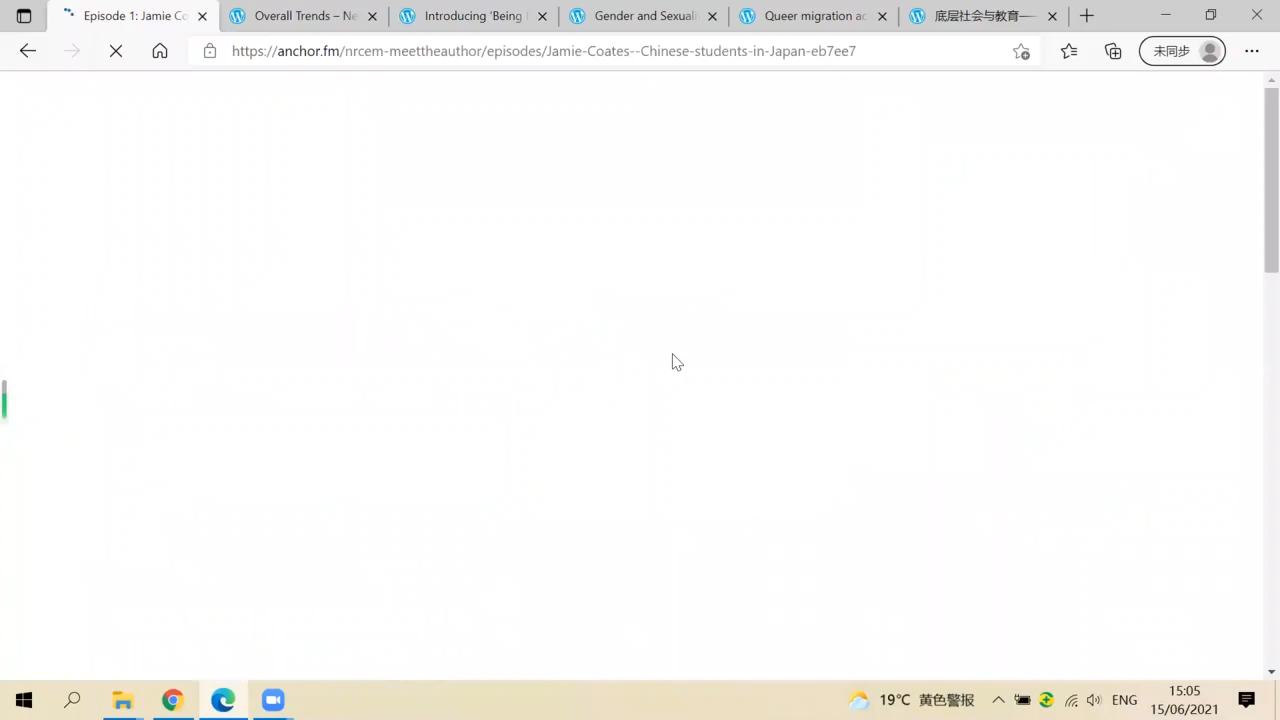 Episode 1: Jamie Co
Overall Trends – Ne
Introducing 'Being
Gender and Sexuali
Queer migration ac
底层社会与教育—
https://anchor.fm/nrcem-meettheauthor/episodes/Jamie-Coates--Chinese-students-in-Japan-eb7ee7
未同步
19°C 黄色警报
ENG
15:05
15/06/2021